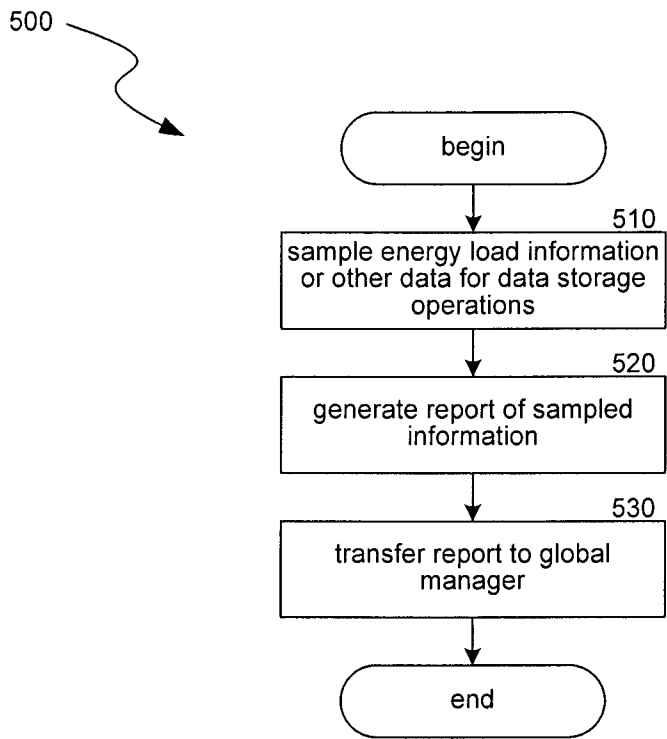 500
begin
510
sample energy load information
or other data for data storage
operations
520
generate report of sampled
information
530
transfer report to global
manager
end